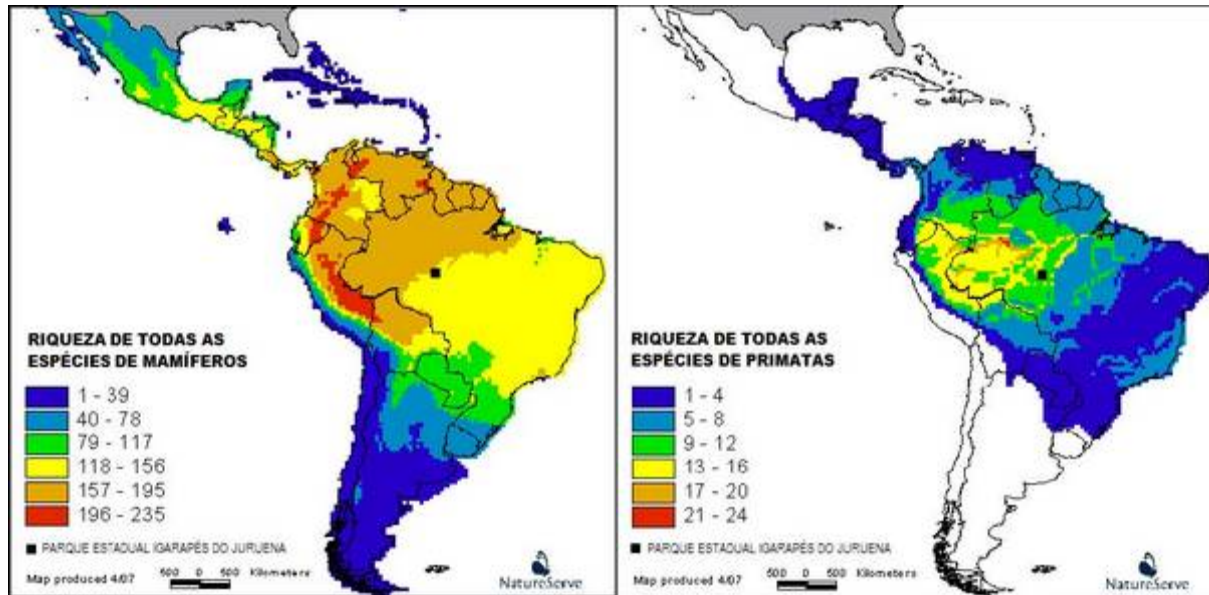 RIQUEZA DE TODAS AS
ESPÉCIES DE MAMÍFEROS
1 - 39
40 - 78
79 - 117
118 - 156
157 - 195
196 - 235
PARQUE ESTADUAL IGARAPÉS DO JURUENA
Map produced 4/07
500 0 500 Kilometers
NatureServe
RIQUEZA DE TODAS AS
ESPÉCIES DE PRIMATAS
1 - 4
5 - 8
9 - 12
13 - 16
17 - 20
21 - 24
PARQUE ESTADUAL IGARAPÉS DO JURUENA
Map produced 4/07
500 0 500 Kilometers
NatureServe